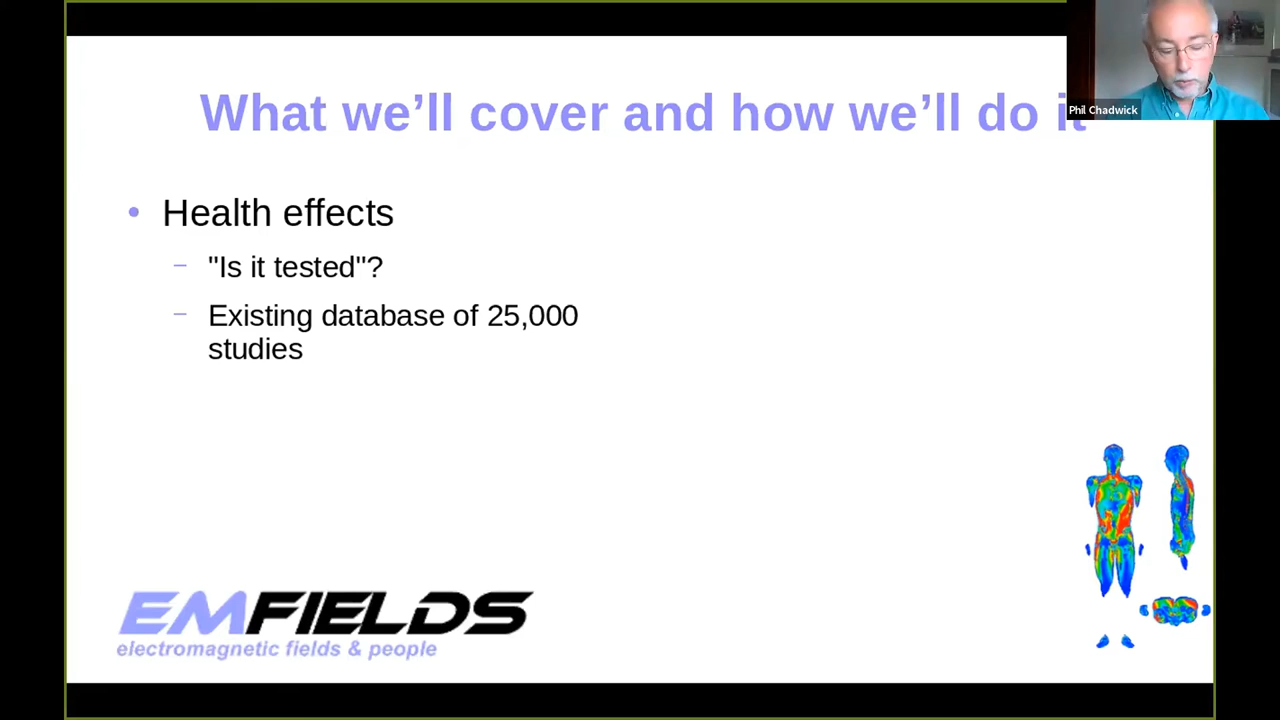 What we'll cover and how we'll do it
Phil Chadwick
• Health effects
– "Is it tested"?
– Existing database of 25,000
studies
EMFIELDS
electromagnetic fields & people